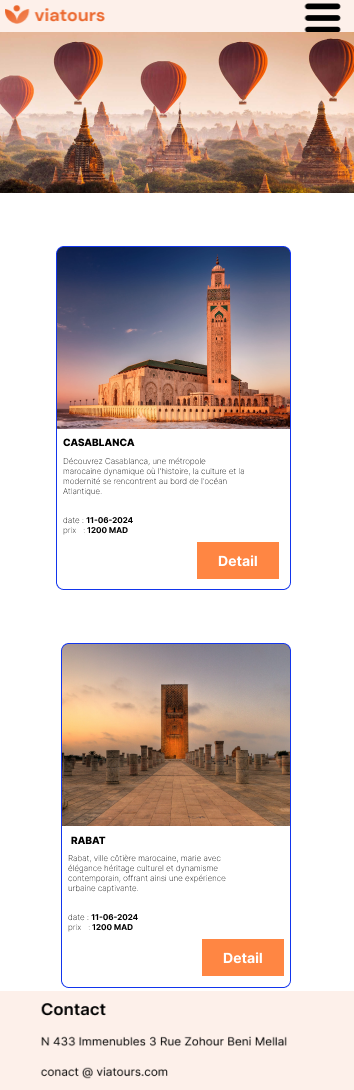 viatours
CASABLANCA
Découvrez Casablanca, une métropole
marocaine dynamique où l'histoire, la culture et la
modernité se rencontrent au bord de l'océan
Atlantique.
date : 11-06-2024
prix : 1200 MAD
Detail
RABAT
Rabat, ville côtière marocaine, marie avec
élégance héritage culturel et dynamisme
contemporain, offrant ainsi une expérience
urbaine captivante.
date : 11-06-2024
prix : 1200 MAD
Detail
Contact
N 433 Immenubles 3 Rue Zohour Beni Mellal
conact @ viatours.com